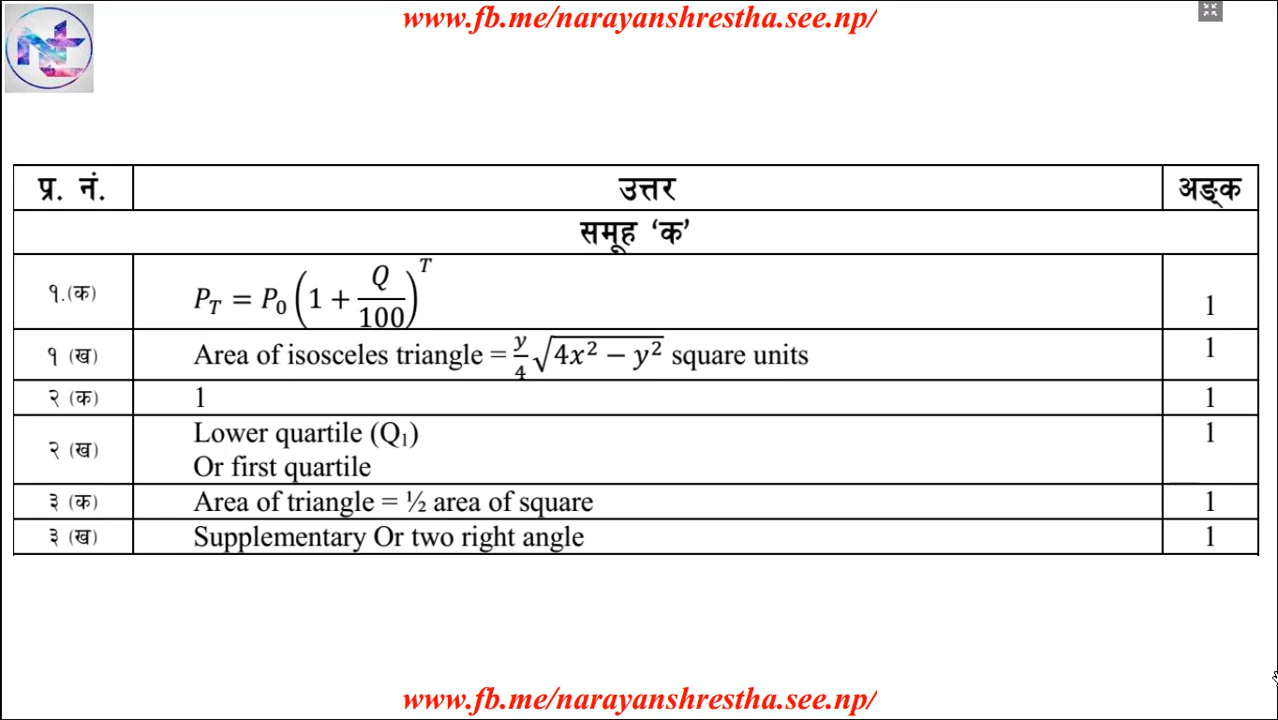 www.fb.me/narayanshrestha.see.np/
प्र. नं. उत्तर अङ्क
समूह ‘क’
१.(क) P_T = P_0 (1 + Q/100)^T 1
१ (ख) Area of isosceles triangle = y/4 √(4x² − y²) square units 1
२ (क) 1 1
२ (ख) Lower quartile (Q₁) 1
Or first quartile
३ (क) Area of triangle = ½ area of square 1
३ (ख) Supplementary Or two right angle 1
www.fb.me/narayanshrestha.see.np/